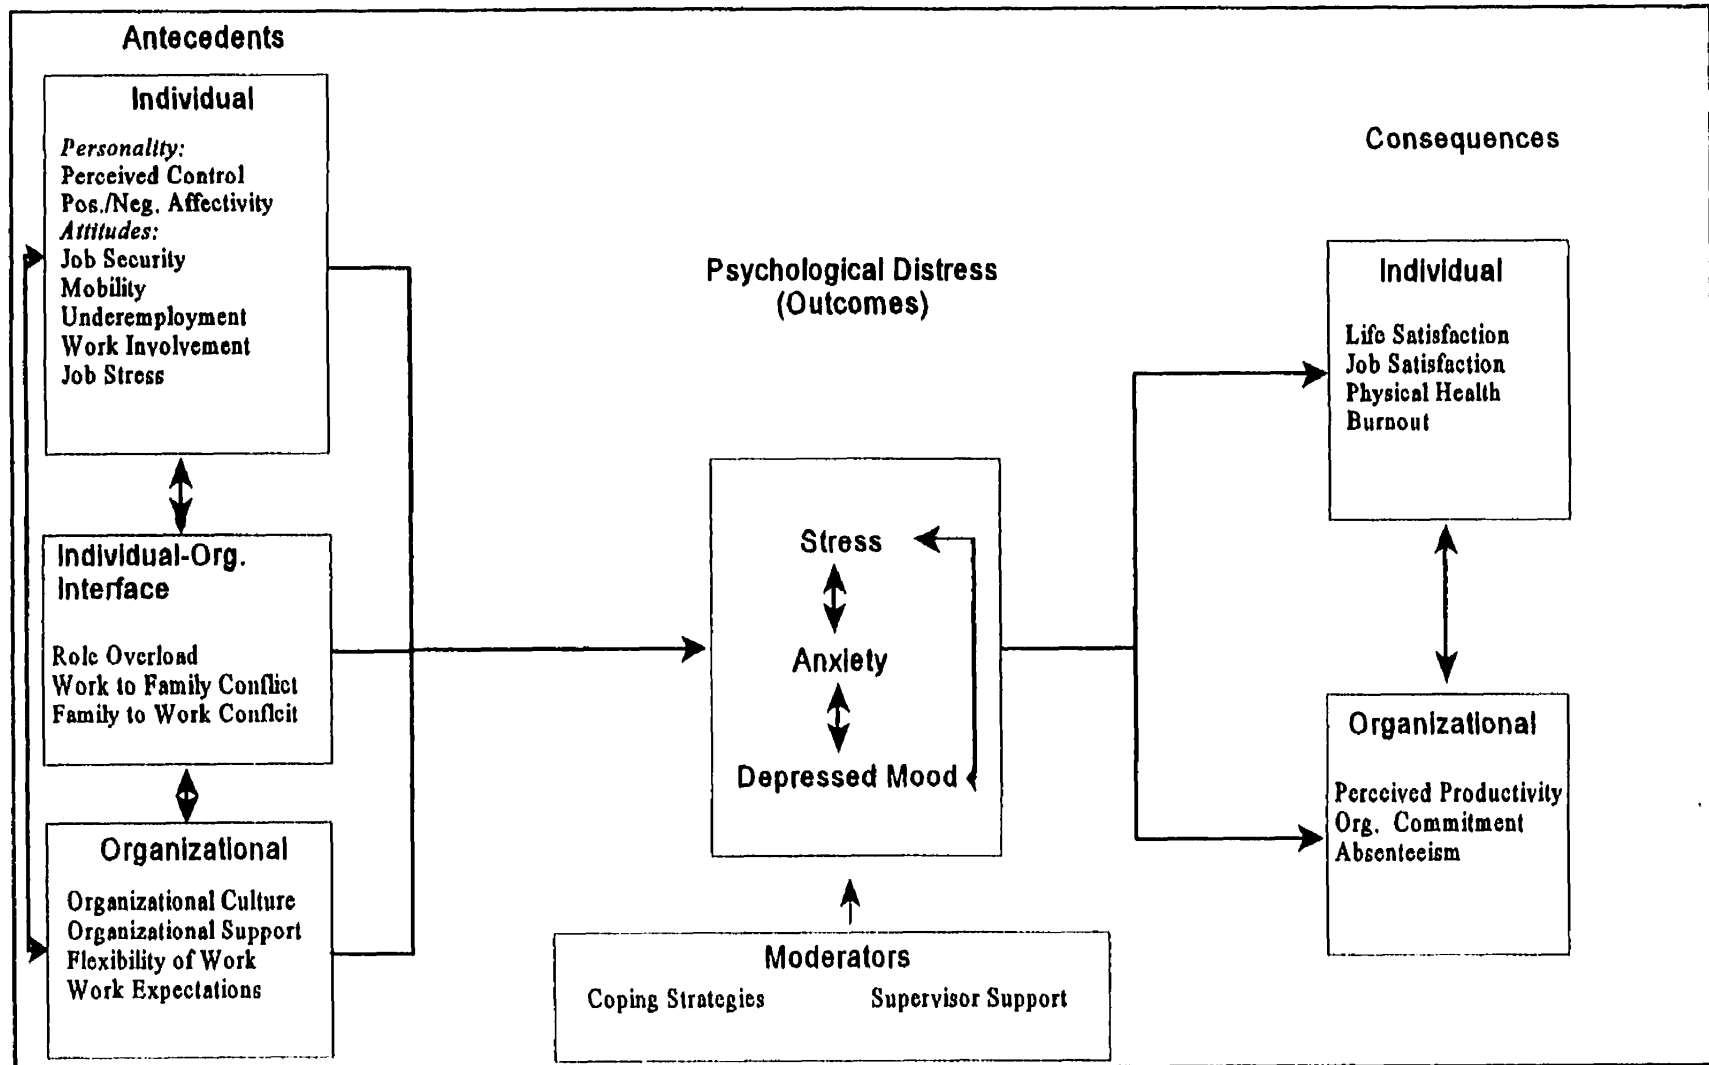 Antecedents
Individual
Personality:
Perceived Control
Pos./Neg. Affectivity
Attitudes:
Job Security
Mobility
Underemployment
Work Involvement
Job Stress
Individual-Org.
Interface
Role Overload
Work to Family Conflict
Family to Work Conflcit
Organizational
Organizational Culture
Organizational Support
Flexibility of Work
Work Expectations
Psychological Distress
(Outcomes)
Stress
Anxiety
Depressed Mood
Moderators
Coping Strategies Supervisor Support
Consequences
Individual
Life Satisfaction
Job Satisfaction
Physical Health
Burnout
Organizational
Perceived Productivity
Org. Commitment
Absenteeism